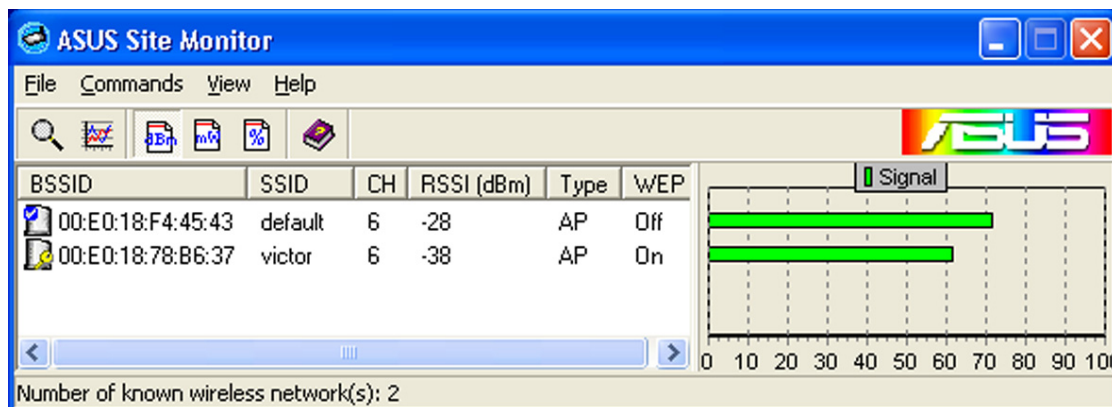 ASUS Site Monitor
File Commands View Help
dBm mW %
ASUS
BSSID SSID CH RSSI (dBm) Type WEP
Signal
00:E0:18:F4:45:43 default 6 -28 AP Off
00:E0:18:78:B6:37 victor 6 -38 AP On
0 10 20 30 40 50 60 70 80 90 100
Number of known wireless network(s): 2